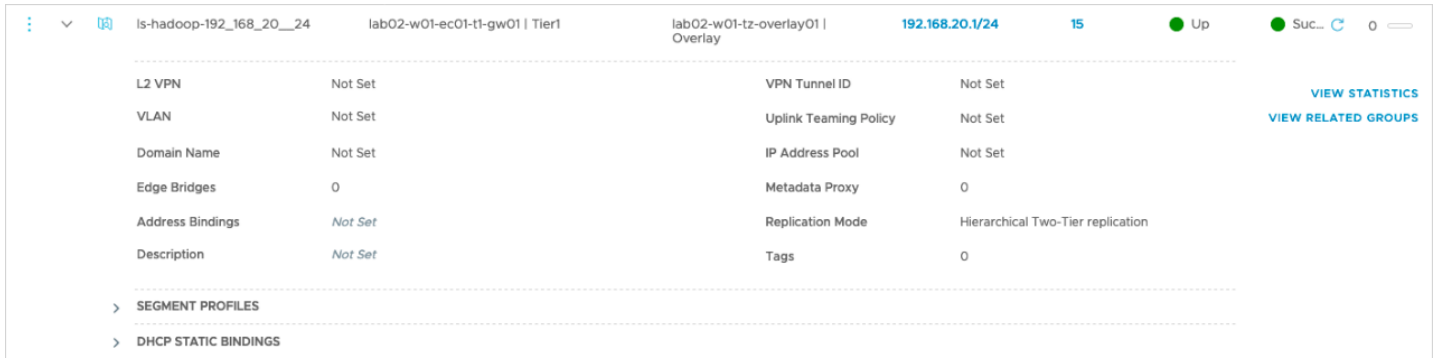 ls-hadoop-192_168_20__24 lab02-w01-ec01-t1-gw01 | Tier1 lab02-w01-tz-overlay01 | 192.168.20.1/24 15 Up Suc... 0
Overlay
L2 VPN Not Set VPN Tunnel ID Not Set
VIEW STATISTICS
VLAN Not Set Uplink Teaming Policy Not Set VIEW RELATED GROUPS
Domain Name Not Set IP Address Pool Not Set
Edge Bridges 0 Metadata Proxy 0
Address Bindings Not Set Replication Mode Hierarchical Two-Tier replication
Description Not Set Tags 0
SEGMENT PROFILES
DHCP STATIC BINDINGS